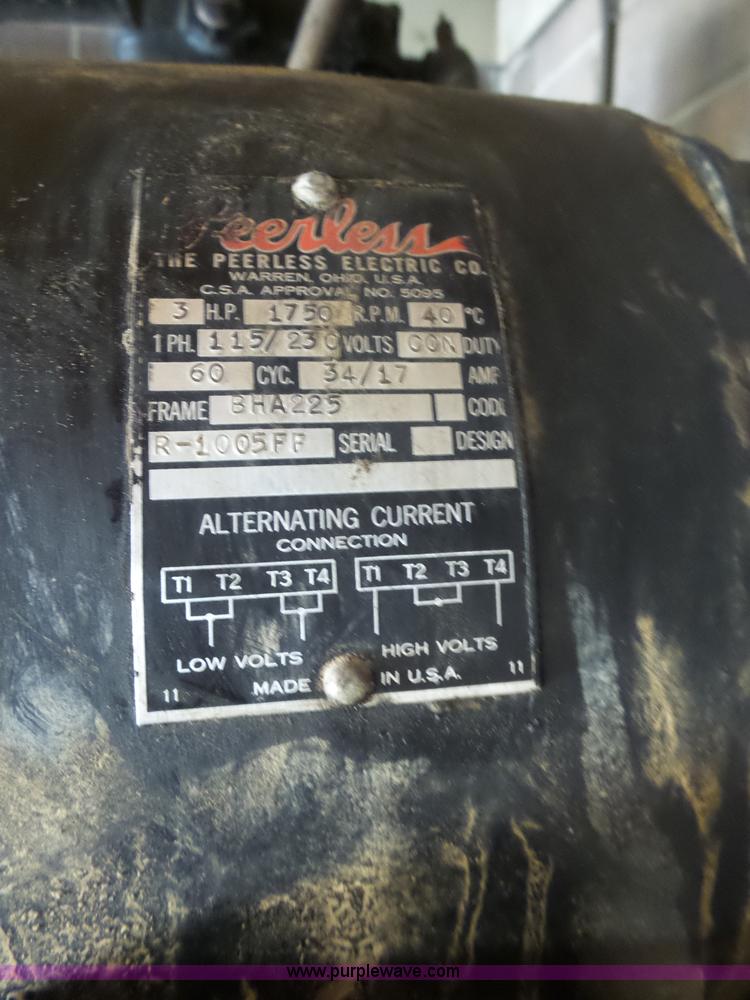 Peerless
THE PEERLESS ELECTRIC CO.
WARREN, OHIO, U.S.A.
C.S.A. APPROVAL NO. 5095
3 H.P. 1750 R.P.M. 40 °C
1 PH. 115/230 VOLTS CON DUTY
60 CYC. 34/17 AMP
FRAME BHA225 CODE
R-1005FF SERIAL DESIGN
ALTERNATING CURRENT
CONNECTION
T1 T2 T3 T4 T1 T2 T3 T4
LOW VOLTS HIGH VOLTS
11 MADE IN U.S.A. 11
www.purplewave.com